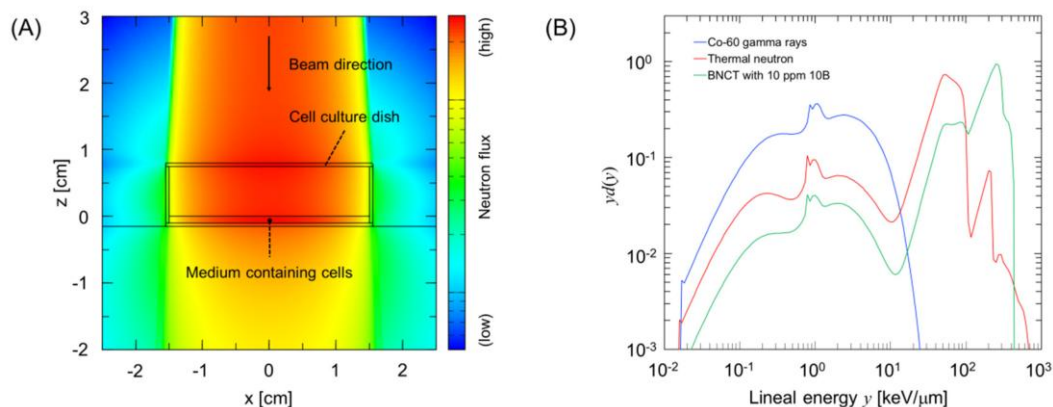 (A)
3
2
1
0
-1
-2
z [cm]
-2 -1 0 1 2
x [cm]
Beam direction
Cell culture dish
Medium containing cells
(high)
Neutron flux
(low)
(B)
Co-60 gamma rays
Thermal neutron
BNCT with 10 ppm 10B
10^0
10^-1
10^-2
10^-3
yd(y)
10^-2 10^-1 10^0 10^1 10^2 10^3
Lineal energy y [keV/μm]